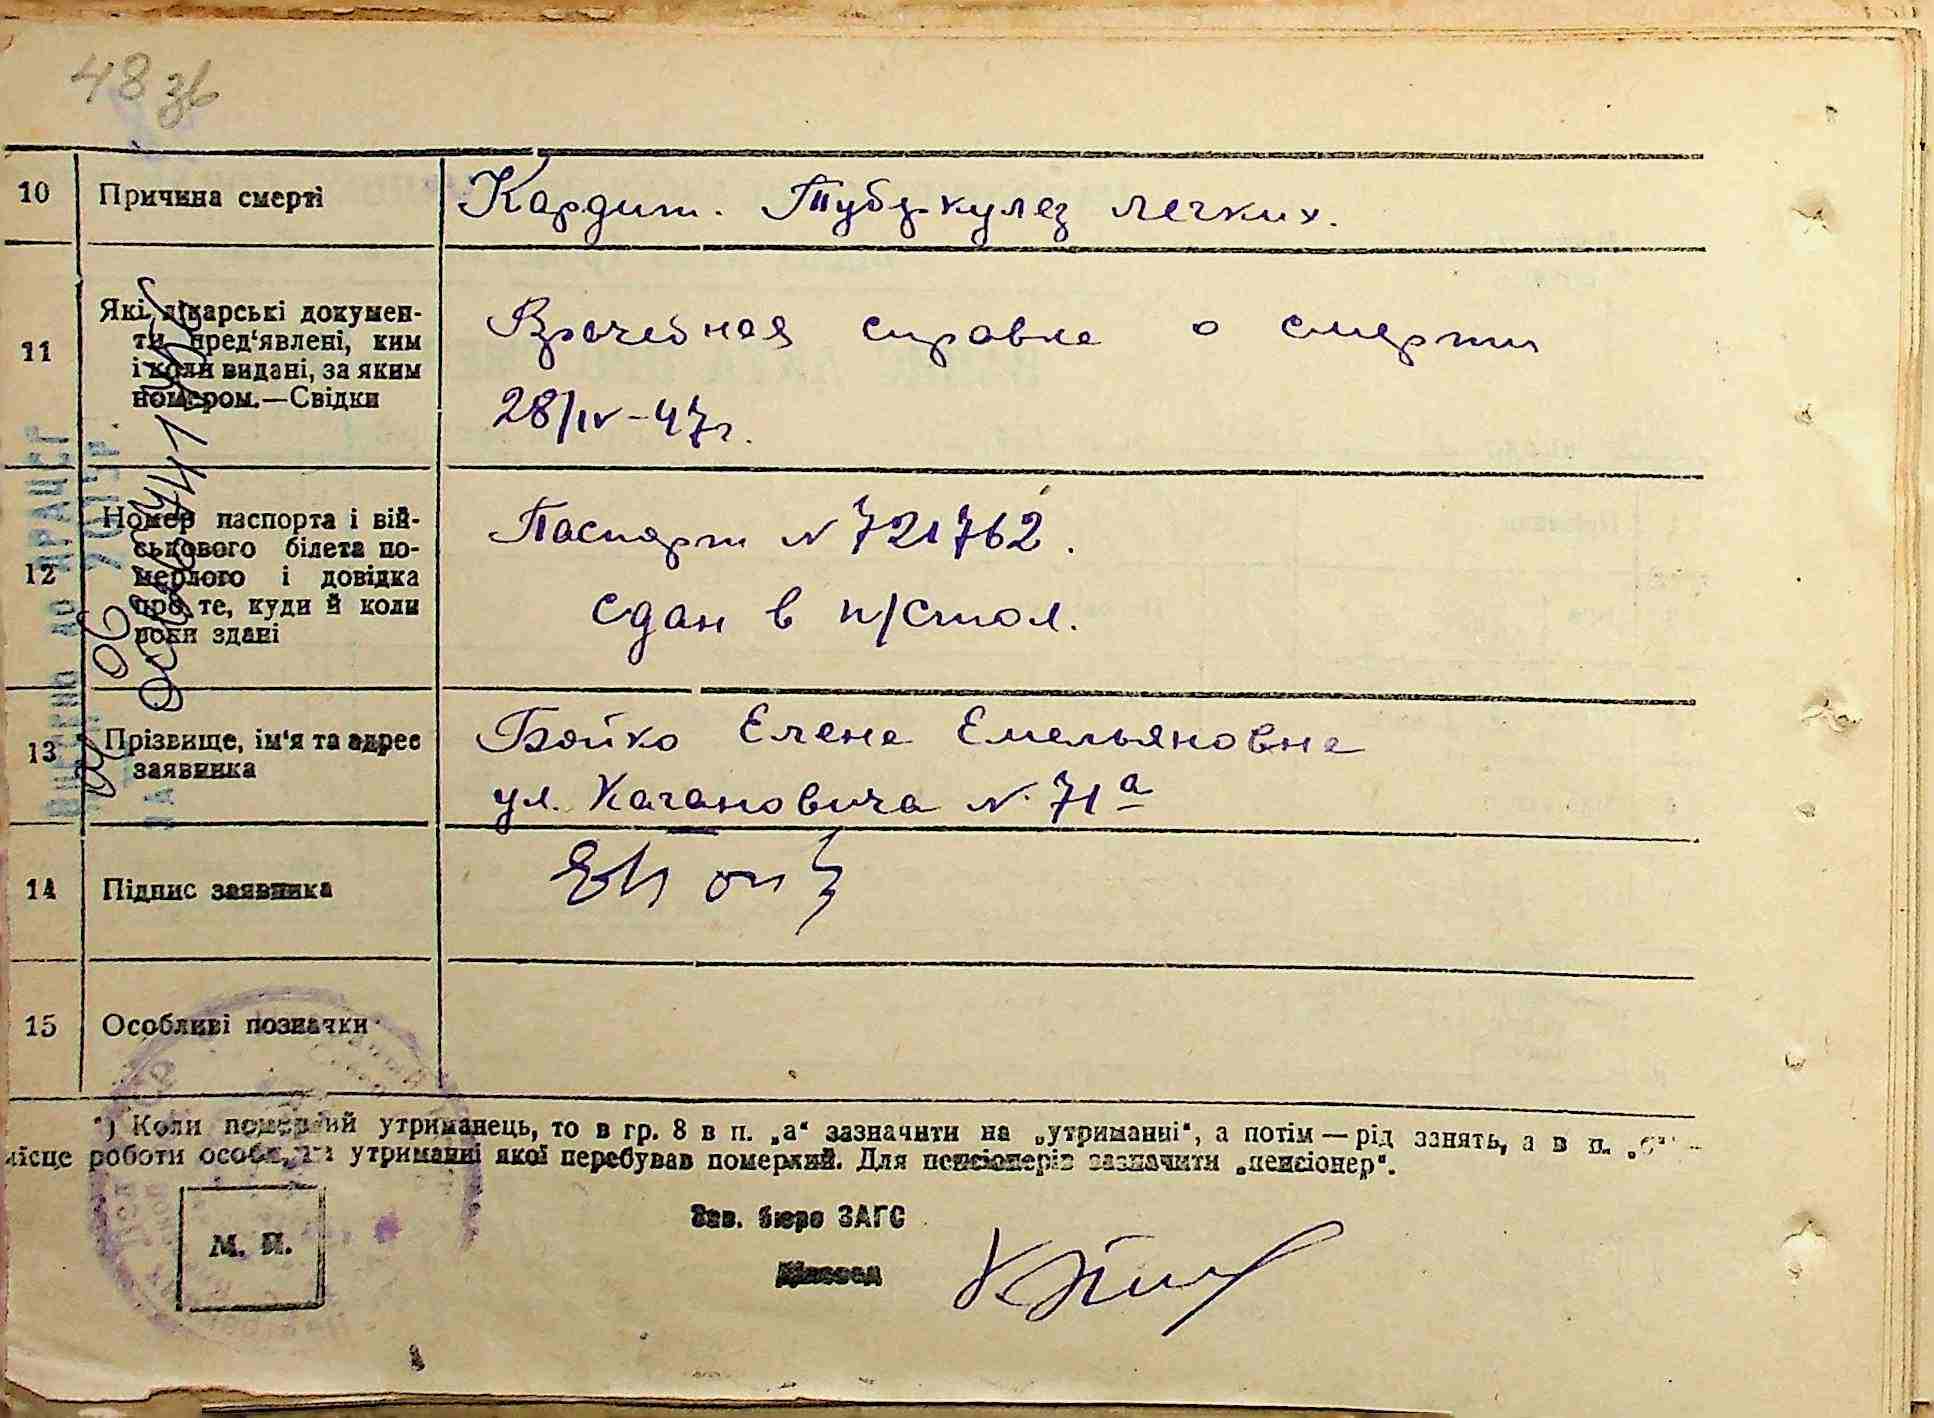 48 зв
10 Причина смерті Кардит. Туберкулез легких.
11 Які лікарські докумен-
ти пред'явлені, ким
і коли видані, за яким
номером.—Свідки
Врачебная справка о смерти
28/IV-47г.
12 Номер паспорта і вій-
ськового білета по-
мерлого і довідка
про те, куди й коли
вони здані
Паспорт N 721762.
сдан в п/стол.
13 Прізвище, ім'я та адрес
заявника
Бойко Елена Емельяновна
ул. Кагановича N. 71а
14 Підпис заявника
15 Особливі позначки
*) Коли померлий утриманець, то в гр. 8 в п. „а“ зазначити на „утриманні“, а потім — рід занять, а в п. „б“ —
місце роботи особи, на утриманні якої перебував померлий. Для пенсіонерів зазначити „пенсіонер“.
Зав. бюро ЗАГС
Діловод
М. П.